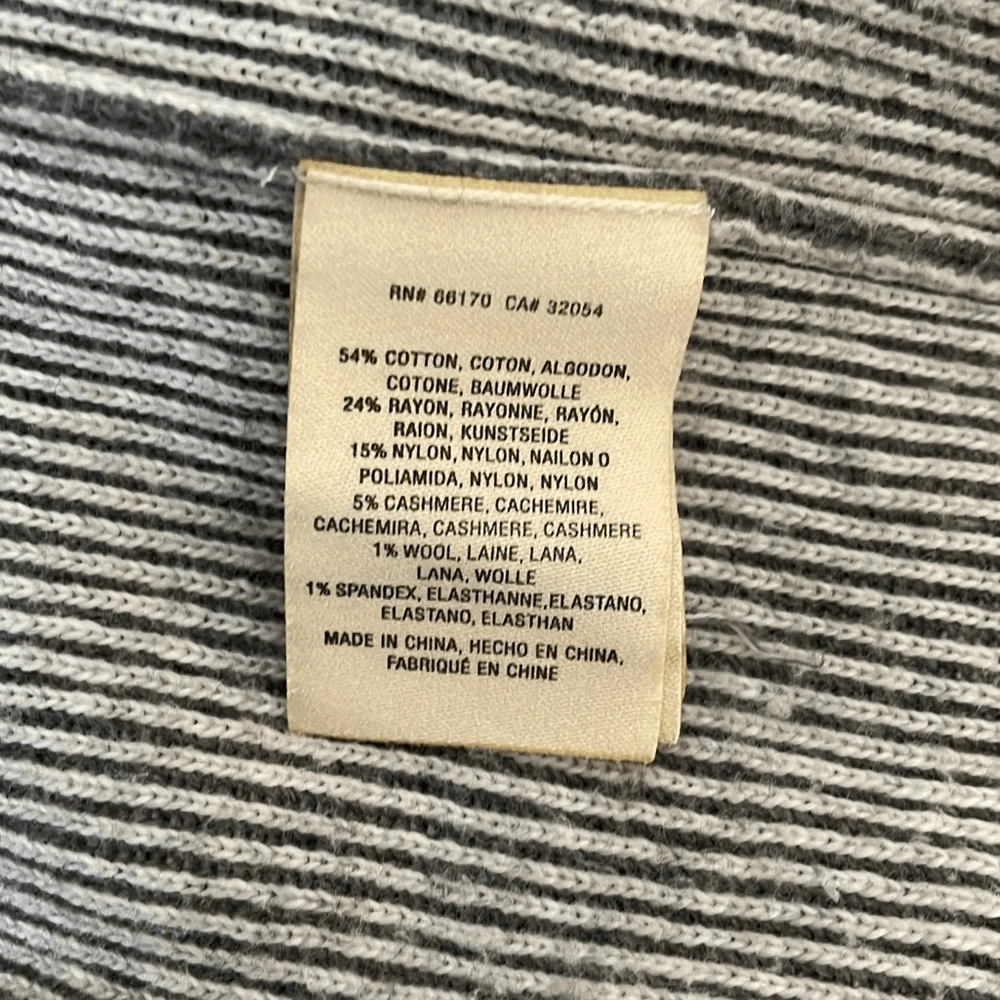 RN# 66170 CA# 32054
54% COTTON, COTON, ALGODON,
COTONE, BAUMWOLLE
24% RAYON, RAYONNE, RAYÓN,
RAION, KUNSTSEIDE
15% NYLON, NYLON, NAILON O
POLIAMIDA, NYLON, NYLON
5% CASHMERE, CACHEMIRE,
CACHEMIRA, CASHMERE, CASHMERE
1% WOOL, LAINE, LANA,
LANA, WOLLE
1% SPANDEX, ELASTHANNE,ELASTANO,
ELASTANO, ELASTHAN
MADE IN CHINA, HECHO EN CHINA,
FABRIQUÉ EN CHINE